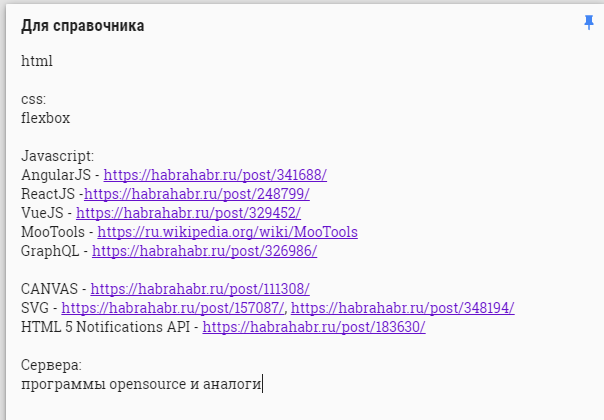 Для справочника
html
css:
flexbox
Javascript:
AngularJS - https://habrahabr.ru/post/341688/
ReactJS -https://habrahabr.ru/post/248799/
VueJS - https://habrahabr.ru/post/329452/
MooTools - https://ru.wikipedia.org/wiki/MooTools
GraphQL - https://habrahabr.ru/post/326986/
CANVAS - https://habrahabr.ru/post/111308/
SVG - https://habrahabr.ru/post/157087/, https://habrahabr.ru/post/348194/
HTML 5 Notifications API - https://habrahabr.ru/post/183630/
Сервера:
программы opensource и аналоги